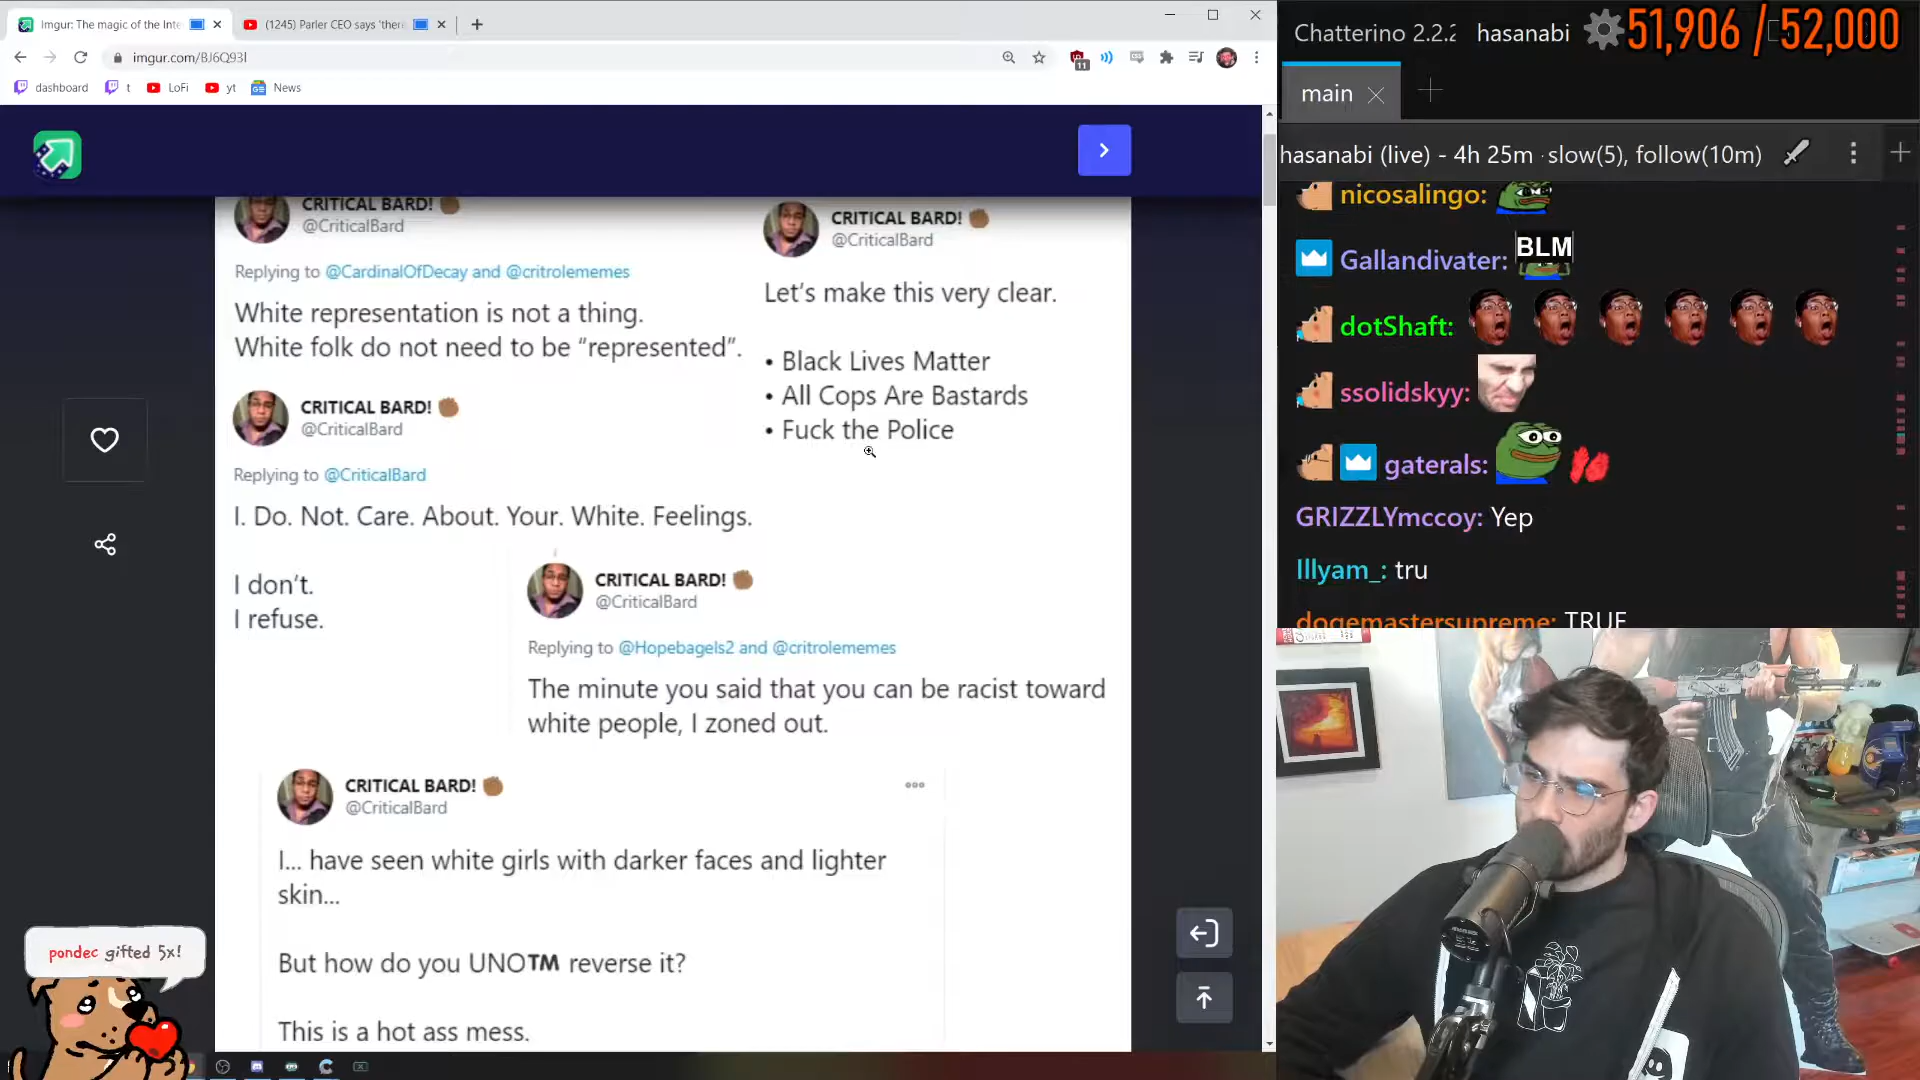 Imgur: The magic of the Inte
(1245) Parler CEO says 'ther
imgur.com/BJ6Q93l
11
dashboard
t
LoFi
yt
News
CRITICAL BARD!
@CriticalBard
Replying to @CardinalOfDecay and @critrolememes
White representation is not a thing.
White folk do not need to be “represented”.
CRITICAL BARD!
@CriticalBard
Let’s make this very clear.
• Black Lives Matter
• All Cops Are Bastards
• Fuck the Police
CRITICAL BARD!
@CriticalBard
Replying to @CriticalBard
I. Do. Not. Care. About. Your. White. Feelings.
I don’t.
I refuse.
CRITICAL BARD!
@CriticalBard
Replying to @Hopebagels2 and @critrolememes
The minute you said that you can be racist toward
white people, I zoned out.
CRITICAL BARD!
@CriticalBard
I... have seen white girls with darker faces and lighter
skin...
But how do you UNO™ reverse it?
This is a hot ass mess.
pondec gifted 5x!
Chatterino 2.2.2
hasanabi
51,906 / 52,000
main
hasanabi (live) - 4h 25m · slow(5), follow(10m)
nicosalingo:
Gallandivater: BLM
dotShaft:
ssolidskyy:
gaterals:
GRIZZLYmccoy: Yep
Illyam_: tru
dogemastersupreme: TRUE